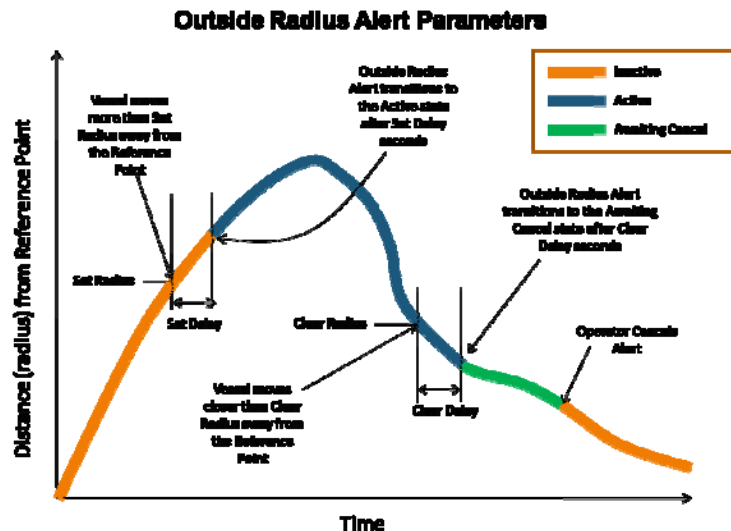 Outside Radius Alert Parameters
Inactive
Active
Awaiting Cancel
Vessel moves
more than Set
Radius away from
the Reference
Point
Outside Radius
Alert transitions to
the Active state
after Set Delay
seconds
Outside Radius Alert
transitions to the Awaiting
Cancel state after Clear
Delay seconds
Set Radius
Set Delay
Clear Radius
Operator Cancels
Alert
Vessel moves
closer than Clear
Radius away from
the Reference
Point
Clear Delay
Distance (radius) from Reference Point
Time